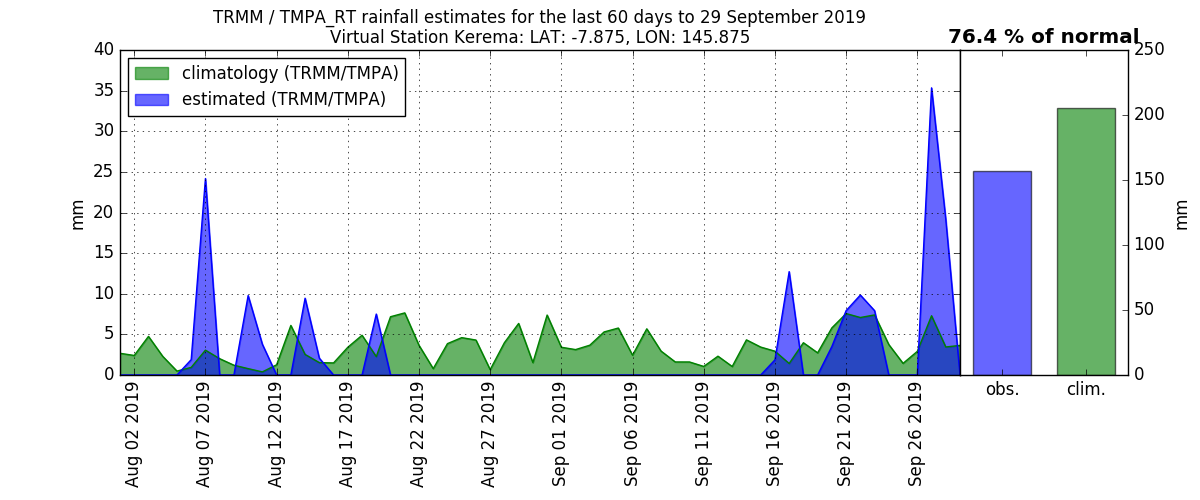 TRMM / TMPA_RT rainfall estimates for the last 60 days to 29 September 2019
Virtual Station Kerema: LAT: -7.875, LON: 145.875
76.4 % of normal
climatology (TRMM/TMPA)
estimated (TRMM/TMPA)
40
35
30
25
20
15
10
5
0
mm
Aug 02 2019
Aug 07 2019
Aug 12 2019
Aug 17 2019
Aug 22 2019
Aug 27 2019
Sep 01 2019
Sep 06 2019
Sep 11 2019
Sep 16 2019
Sep 21 2019
Sep 26 2019
obs.
clim.
250
200
150
100
50
0
mm